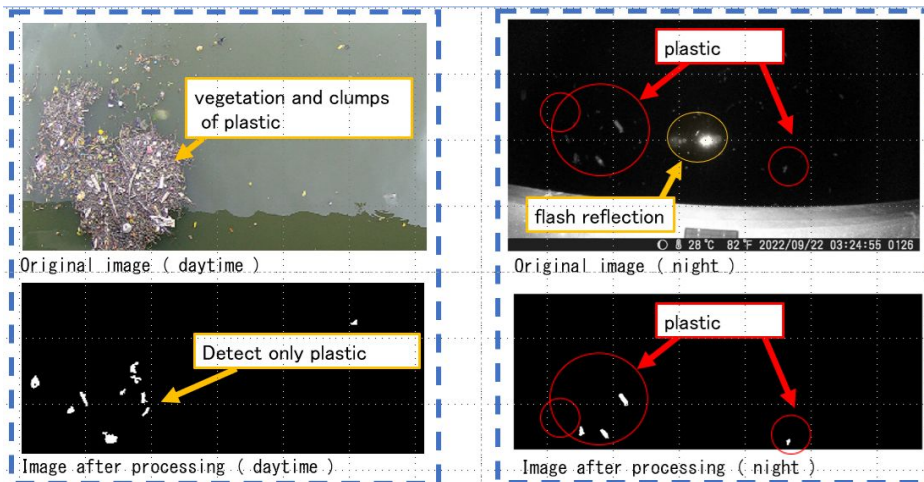 vegetation and clumps
of plastic
Original image ( daytime )
Detect only plastic
Image after processing ( daytime )
plastic
flash reflection
28℃ 82℉ 2022/09/22 03:24:55 0126
Original image ( night )
plastic
Image after processing ( night )